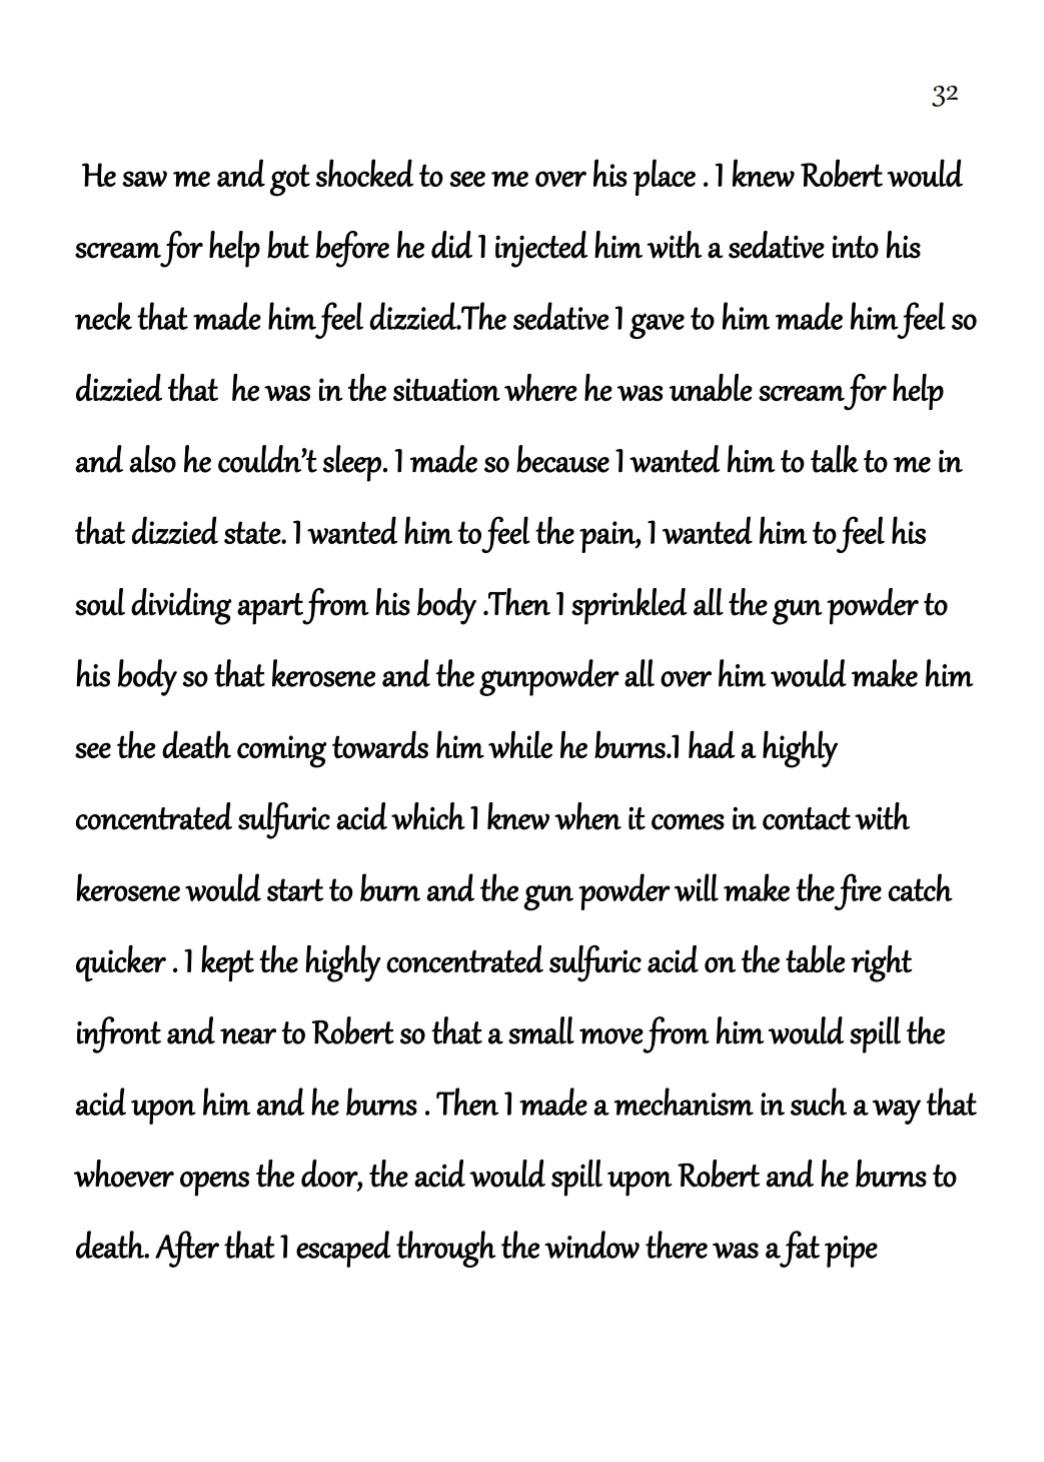 32
He saw me and got shocked to see me over his place . I knew Robert would
scream for help but before he did I injected him with a sedative into his
neck that made him feel dizzied.The sedative I gave to him made him feel so
dizzied that  he was in the situation where he was unable scream for help
and also he couldn’t sleep. I made so because I wanted him to talk to me in
that dizzied state. I wanted him to feel the pain, I wanted him to feel his
soul dividing apart from his body .Then I sprinkled all the gun powder to
his body so that kerosene and the gunpowder all over him would make him
see the death coming towards him while he burns.I had a highly
concentrated sulfuric acid which I knew when it comes in contact with
kerosene would start to burn and the gun powder will make the fire catch
quicker . I kept the highly concentrated sulfuric acid on the table right
infront and near to Robert so that a small move from him would spill the
acid upon him and he burns . Then I made a mechanism in such a way that
whoever opens the door, the acid would spill upon Robert and he burns to
death. After that I escaped through the window there was a fat pipe